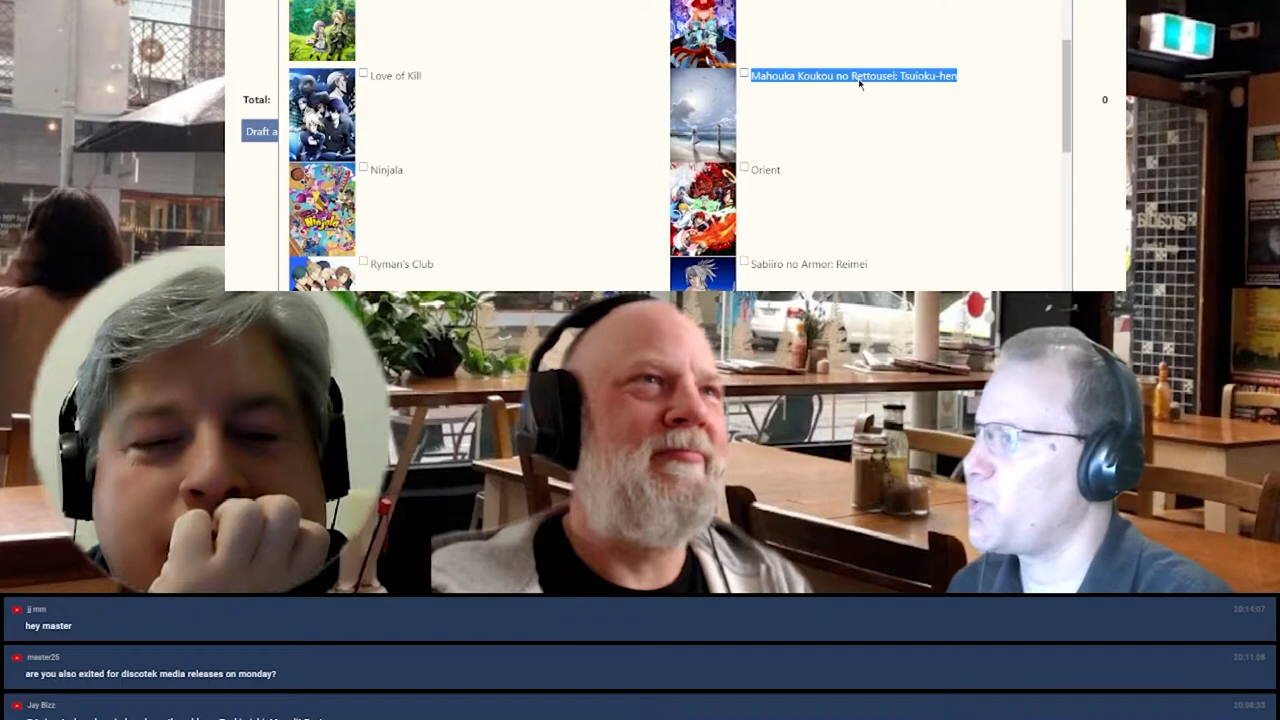 Love of Kill
Mahouka Koukou no Rettousei: Tsuioku-hen
Total:
0
Draft a
Ninjala
Orient
Ninjala
Ryman's Club
Sabiiro no Armor: Reimei
jj mm
20:14:07
hey master
master25
20:11:08
are you also exited for discotek media releases on monday?
Jay Bizz
20:08:33